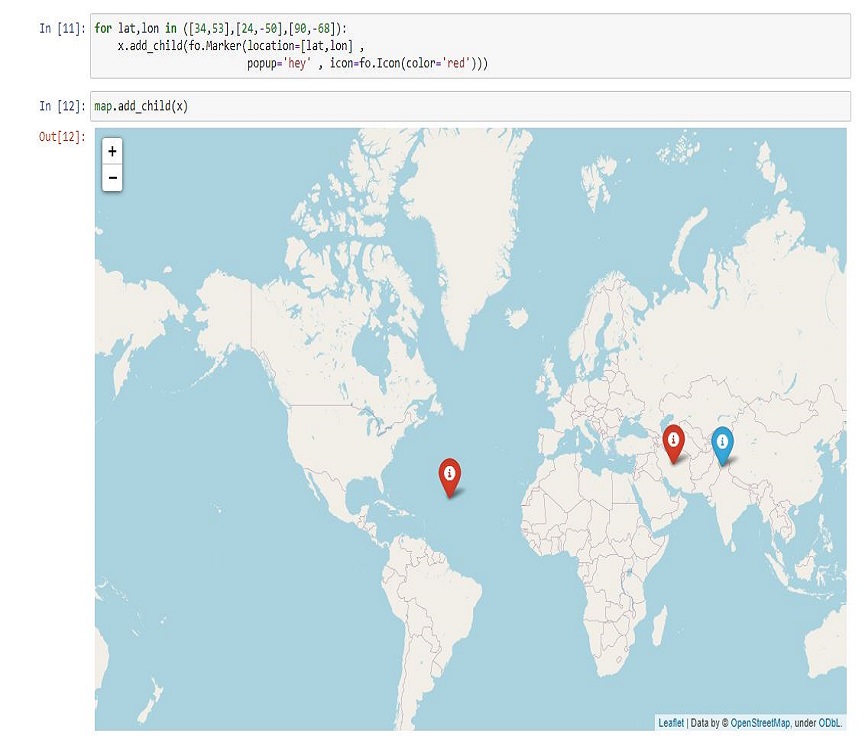 In [11]: for lat,lon in ([34,53],[24,-50],[90,-68]):
x.add_child(fo.Marker(location=[lat,lon] ,
popup='hey' , icon=fo.Icon(color='red')))
In [12]: map.add_child(x)
Out[12]:
+
−
i
i
i
Leaflet | Data by © OpenStreetMap, under ODbL.